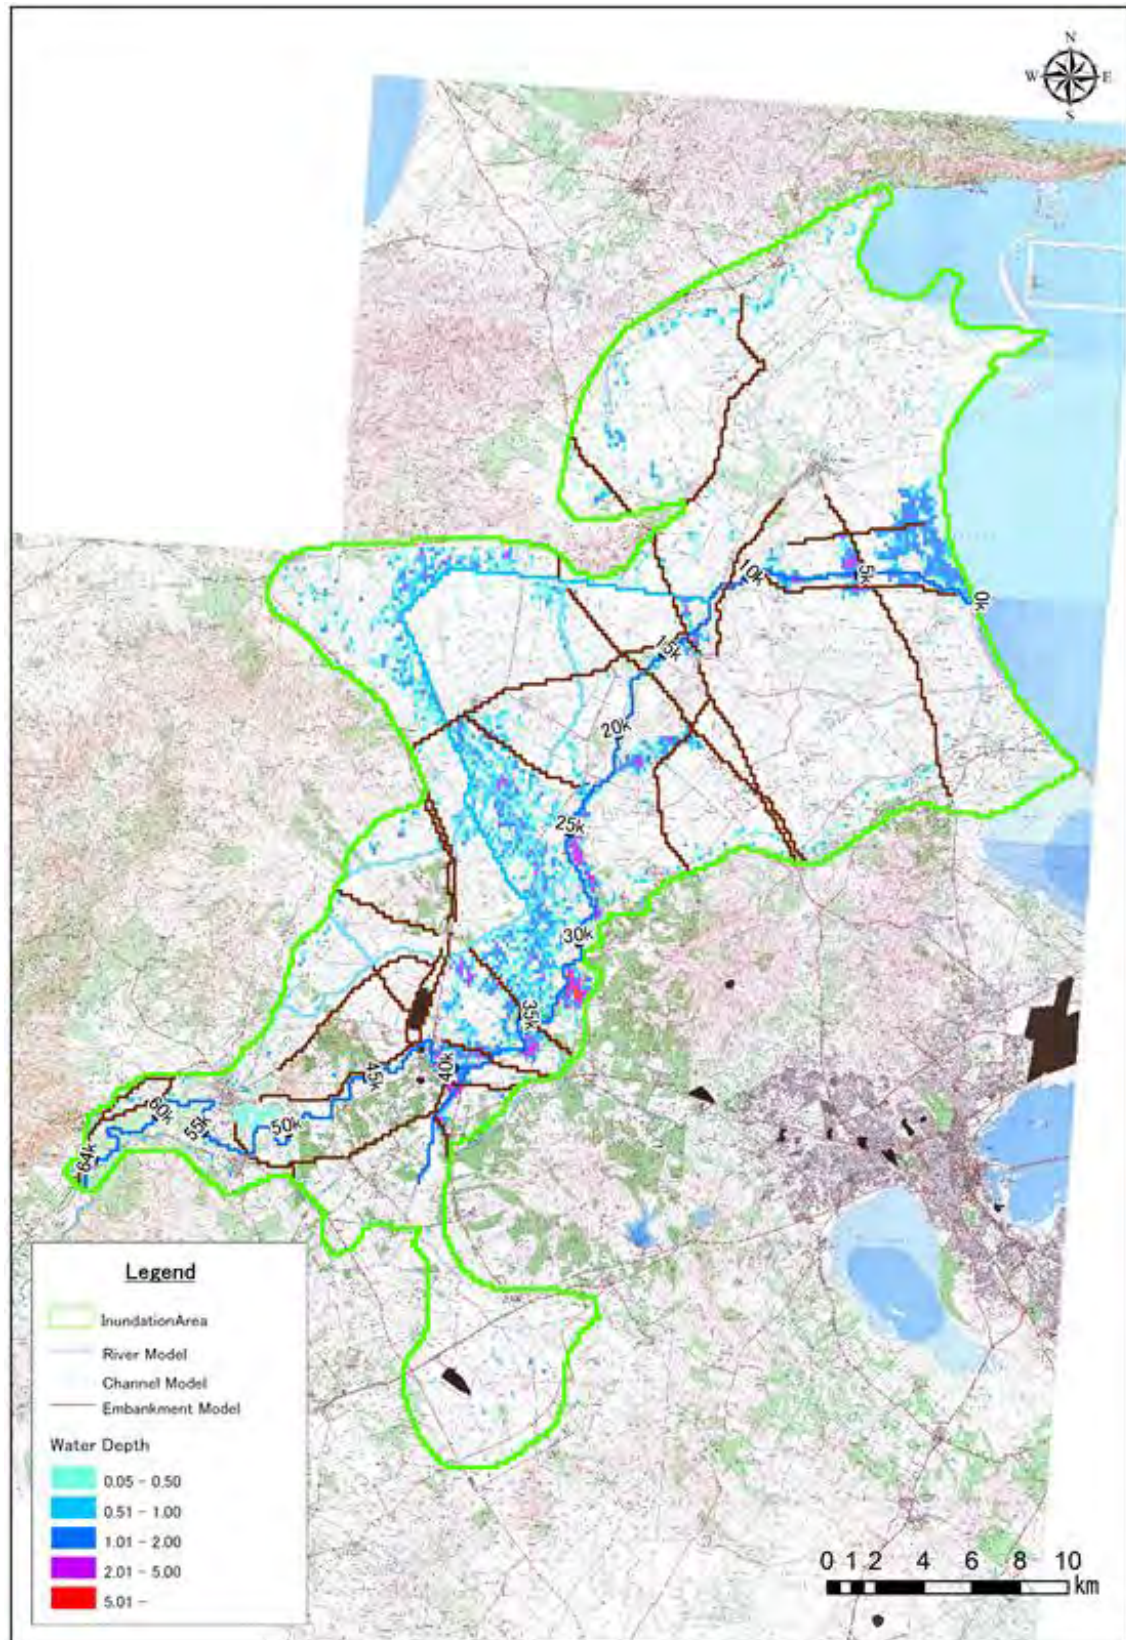 N
W E
S
0k
5k
10k
15k
20k
25k
30k
35k
40k
45k
50k
55k
60k
64k
Legend
InundationArea
River Model
Channel Model
Embankment Model
Water Depth
0.05 - 0.50
0.51 - 1.00
1.01 - 2.00
2.01 - 5.00
5.01 -
0 1 2 4 6 8 10
km